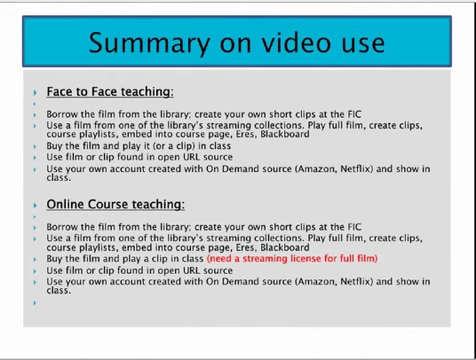 Summary on video use
Face to Face teaching:
Borrow the film from the library; create your own short clips at the FIC
Use a film from one of the library's streaming collections. Play full film, create clips,
course playlists, embed into course page, Eres, Blackboard
Buy the film and play it (or a clip) in class
Use film or clip found in open URL source
Use your own account created with On Demand source (Amazon, Netflix) and show in
class.
Online Course teaching:
Borrow the film from the library; create your own short clips at the FIC
Use a film from one of the library's streaming collections. Play full film, create clips,
course playlists, embed into course page, Eres, Blackboard
Buy the film and play a clip in class (need a streaming license for full film)
Use film or clip found in open URL source
Use your own account created with On Demand source (Amazon, Netflix) and show in
class.